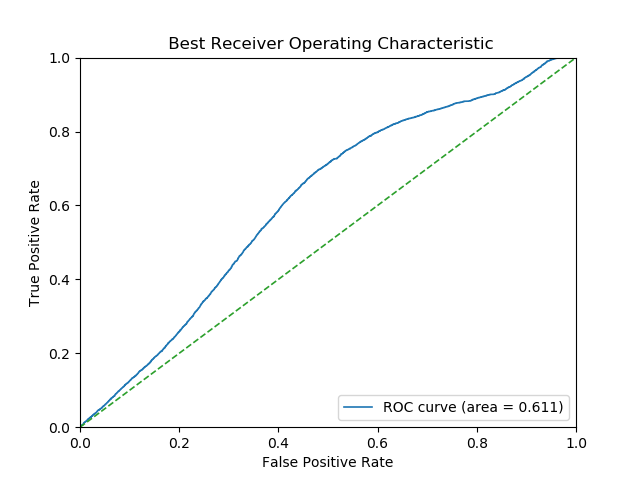 Best Receiver Operating Characteristic
1.0
0.8
0.6
0.4
0.2
0.0
True Positive Rate
ROC curve (area = 0.611)
0.0 0.2 0.4 0.6 0.8 1.0
False Positive Rate